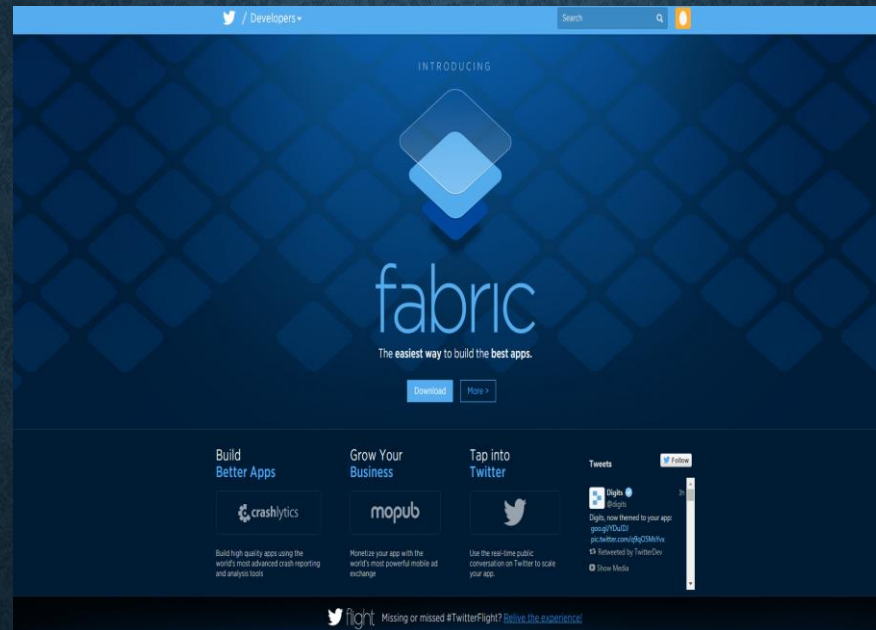 / Developers
Search
INTRODUCING
fabric
The easiest way to build the best apps.
Download
More >
Build
Better Apps
crashlytics
Build high quality apps using the
world's most advanced crash reporting
and analysis tools
Grow Your
Business
mopub
Monetize your app with the
world's most powerful mobile ad
exchange
Tap into
Twitter
Use the real-time public
conversation on Twitter to scale
your app.
Tweets
Follow
Digits
@digits
Digits, now themed to your app:
Retweeted by TwitterDev
Show Media
flight Missing or missed #TwitterFlight? Relive the experience!